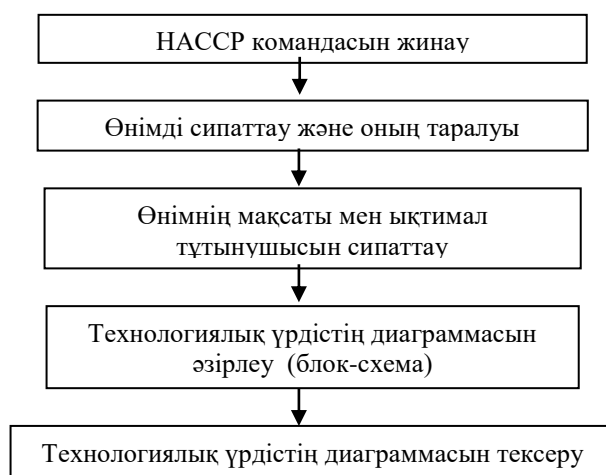 НАССР командасын жинау
Өнімді сипаттау және оның таралуы
Өнімнің мақсаты мен ықтимал
тұтынушысын сипаттау
Технологиялық үрдістің диаграммасын
әзірлеу (блок-схема)
Технологиялық үрдістің диаграммасын тексеру